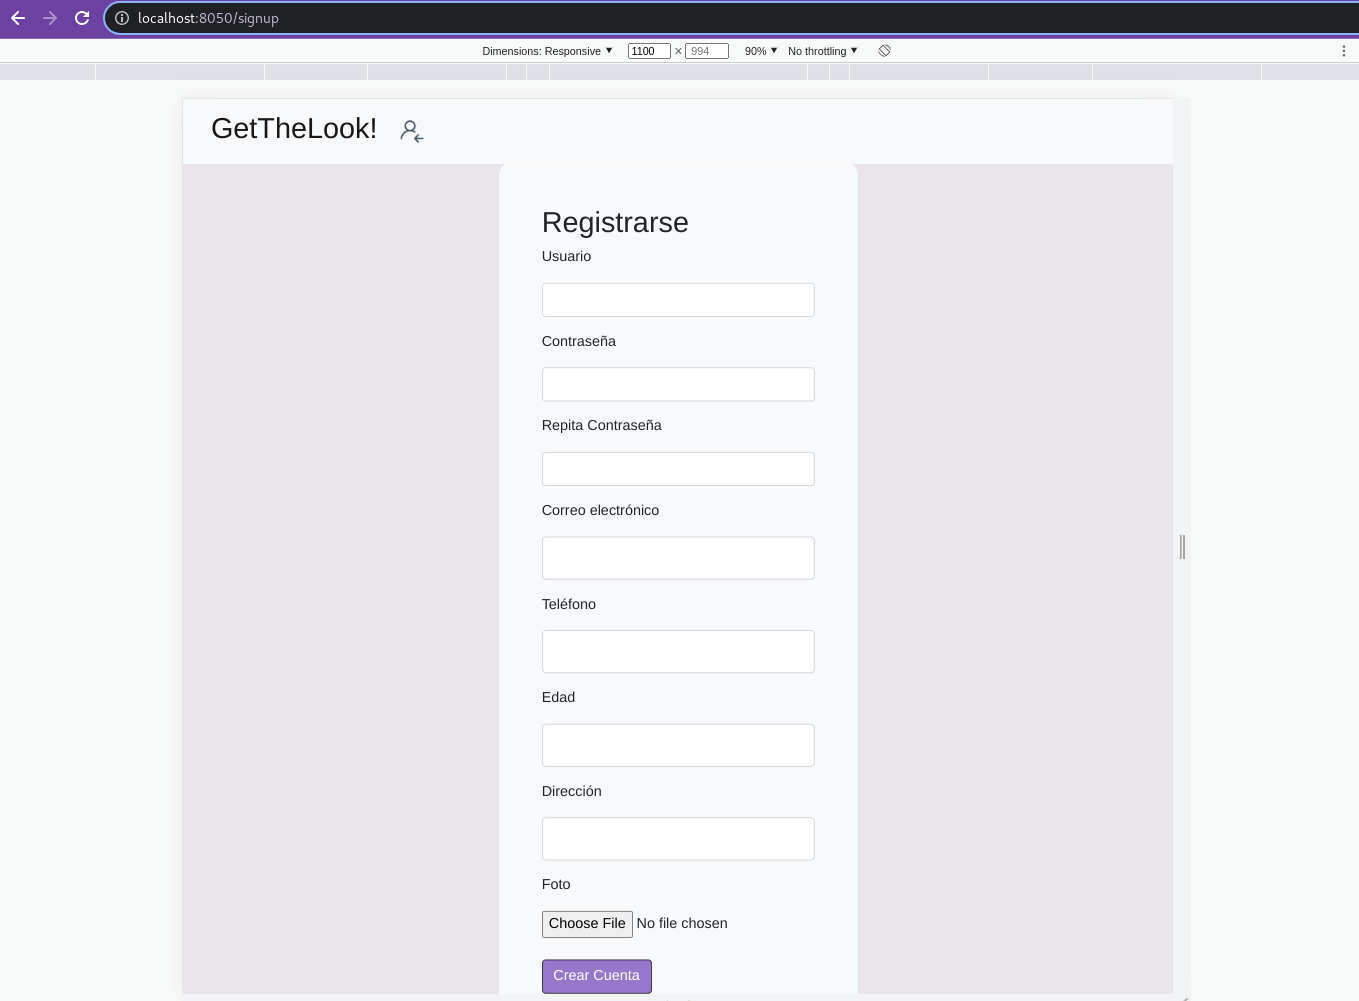 localhost:8050/signup
Dimensions: Responsive 1100 × 994 90% No throttling
GetTheLook!
Registrarse
Usuario
Contraseña
Repita Contraseña
Correo electrónico
Teléfono
Edad
Dirección
Foto
Choose File No file chosen
Crear Cuenta